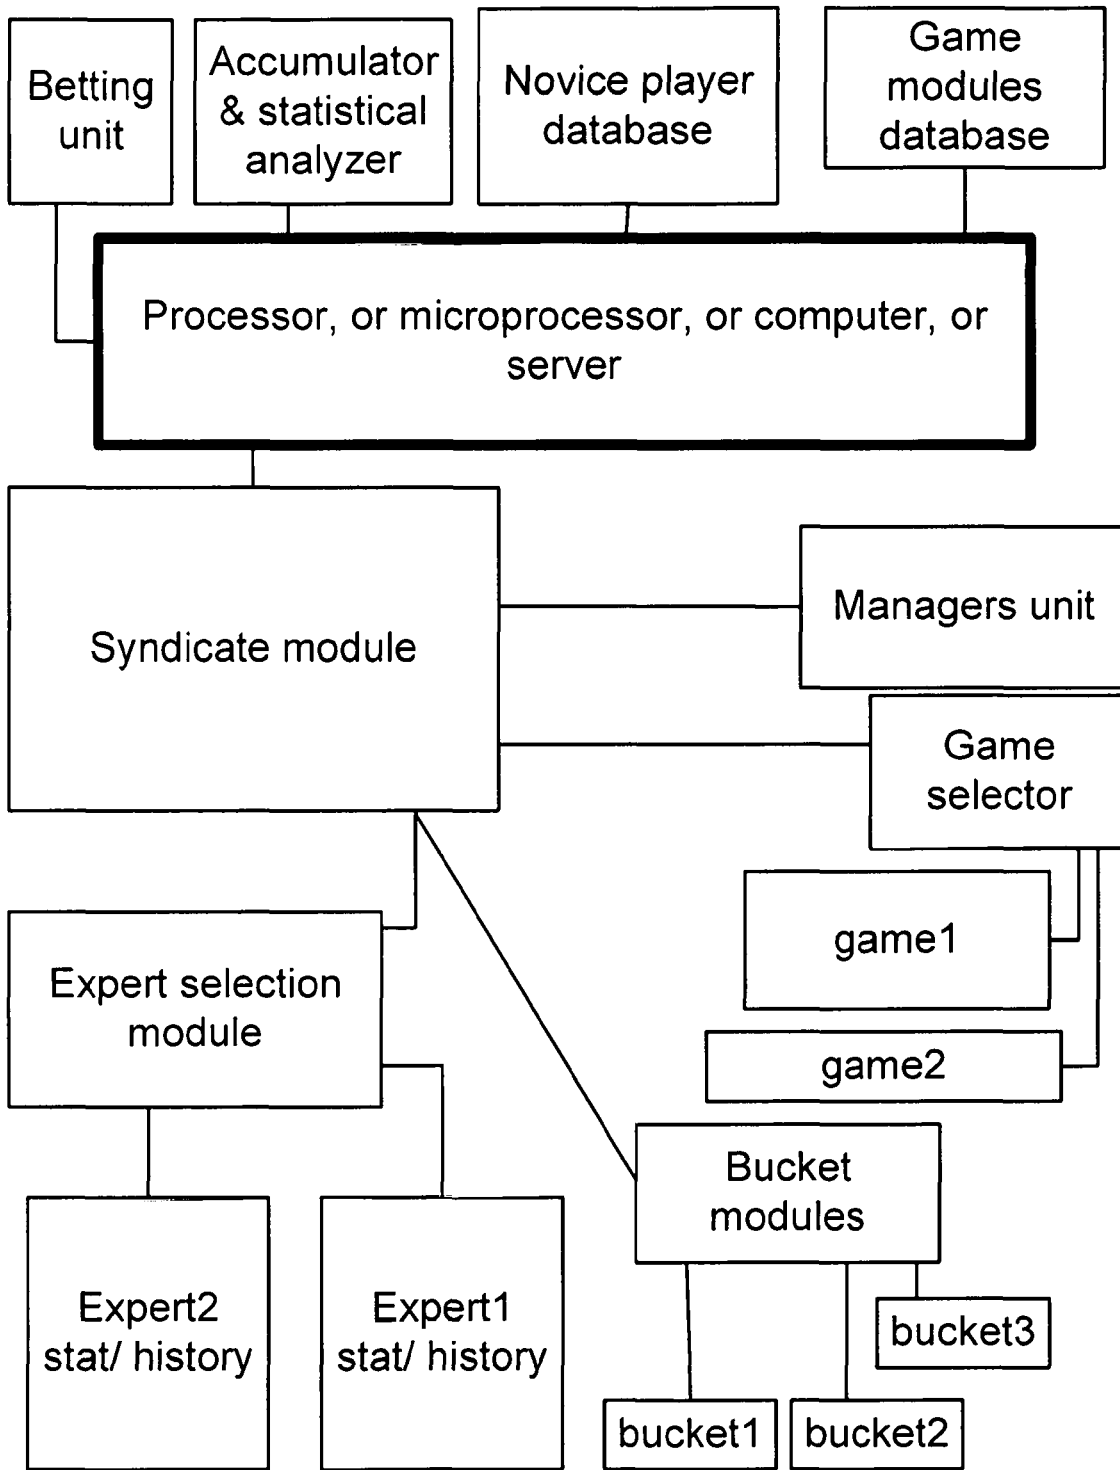 Betting
unit
Accumulator
& statistical
analyzer
Novice player
database
Game
modules
database
Processor, or microprocessor, or computer, or
server
Syndicate module
Managers unit
Game
selector
game1
game2
Expert selection
module
Bucket
modules
Expert2
stat/ history
Expert1
stat/ history
bucket3
bucket1
bucket2